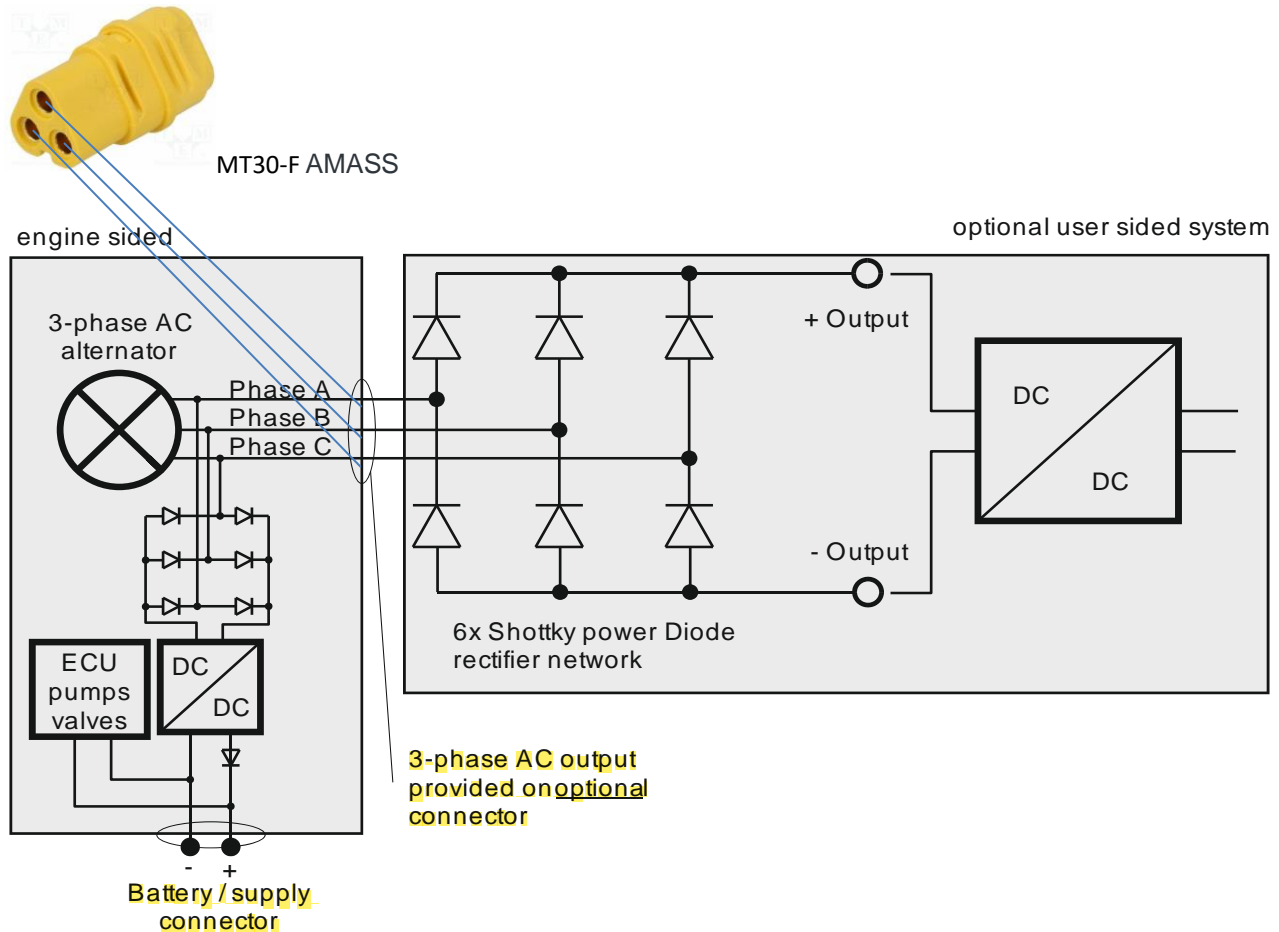 MT30-F AMASS
engine sided
optional user sided system
3-phase AC
alternator
Phase A
Phase B
Phase C
+ Output
- Output
DC
DC
6x Shottky power Diode
rectifier network
ECU
pumps
valves
DC
DC
3-phase AC output
provided on optional
connector
- +
Battery / supply
connector